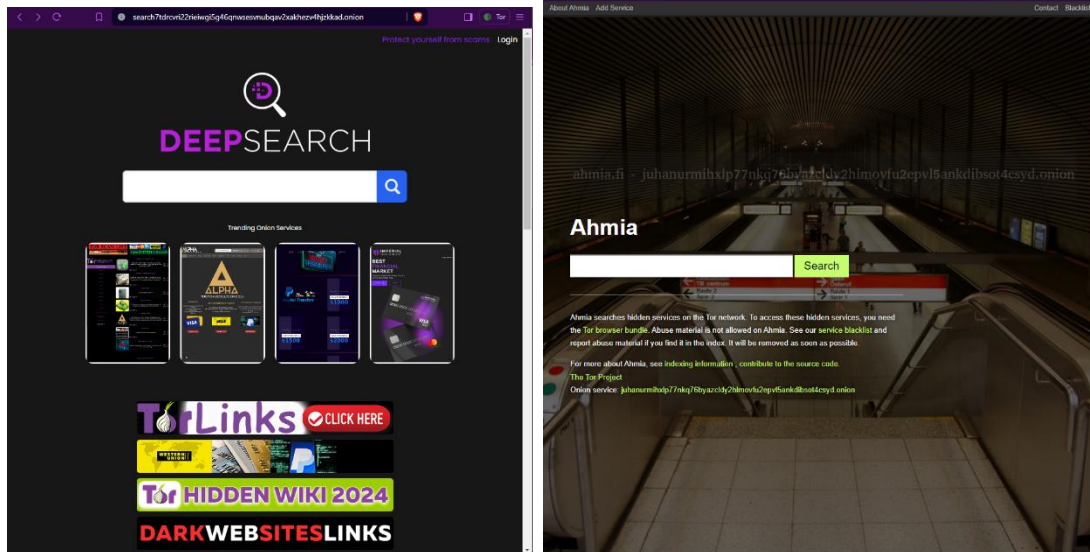 search7tdrcvri22rieiwgi5g46qnwsesvnubqav2xakhezv4hjzkkad.onion
Tor
Protect yourself from scams Login
DEEPSEARCH
Trending Onion Services
ALPHA
VISA
TorLinks CLICK HERE
WESTERN UNION
Tor HIDDEN WIKI 2024
DARKWEBSITESLINKS
About Ahmia Add Service
Contact Blacklist
ahmia.fi - juhanurmihxlp77nkq76byazcldy2hlmovfu2epvl5ankdibsot4csyd.onion
Ahmia
Search
Ahmia searches hidden services on the Tor network. To access these hidden services, you need
the Tor browser bundle. Abuse material is not allowed on Ahmia. See our service blacklist and
report abuse material if you find it in the index. It will be removed as soon as possible.
For more about Ahmia, see indexing information , contribute to the source code.
The Tor Project
Onion service: juhanurmihxlp77nkq76byazcldy2hlmovfu2epvl5ankdibsot4csyd.onion